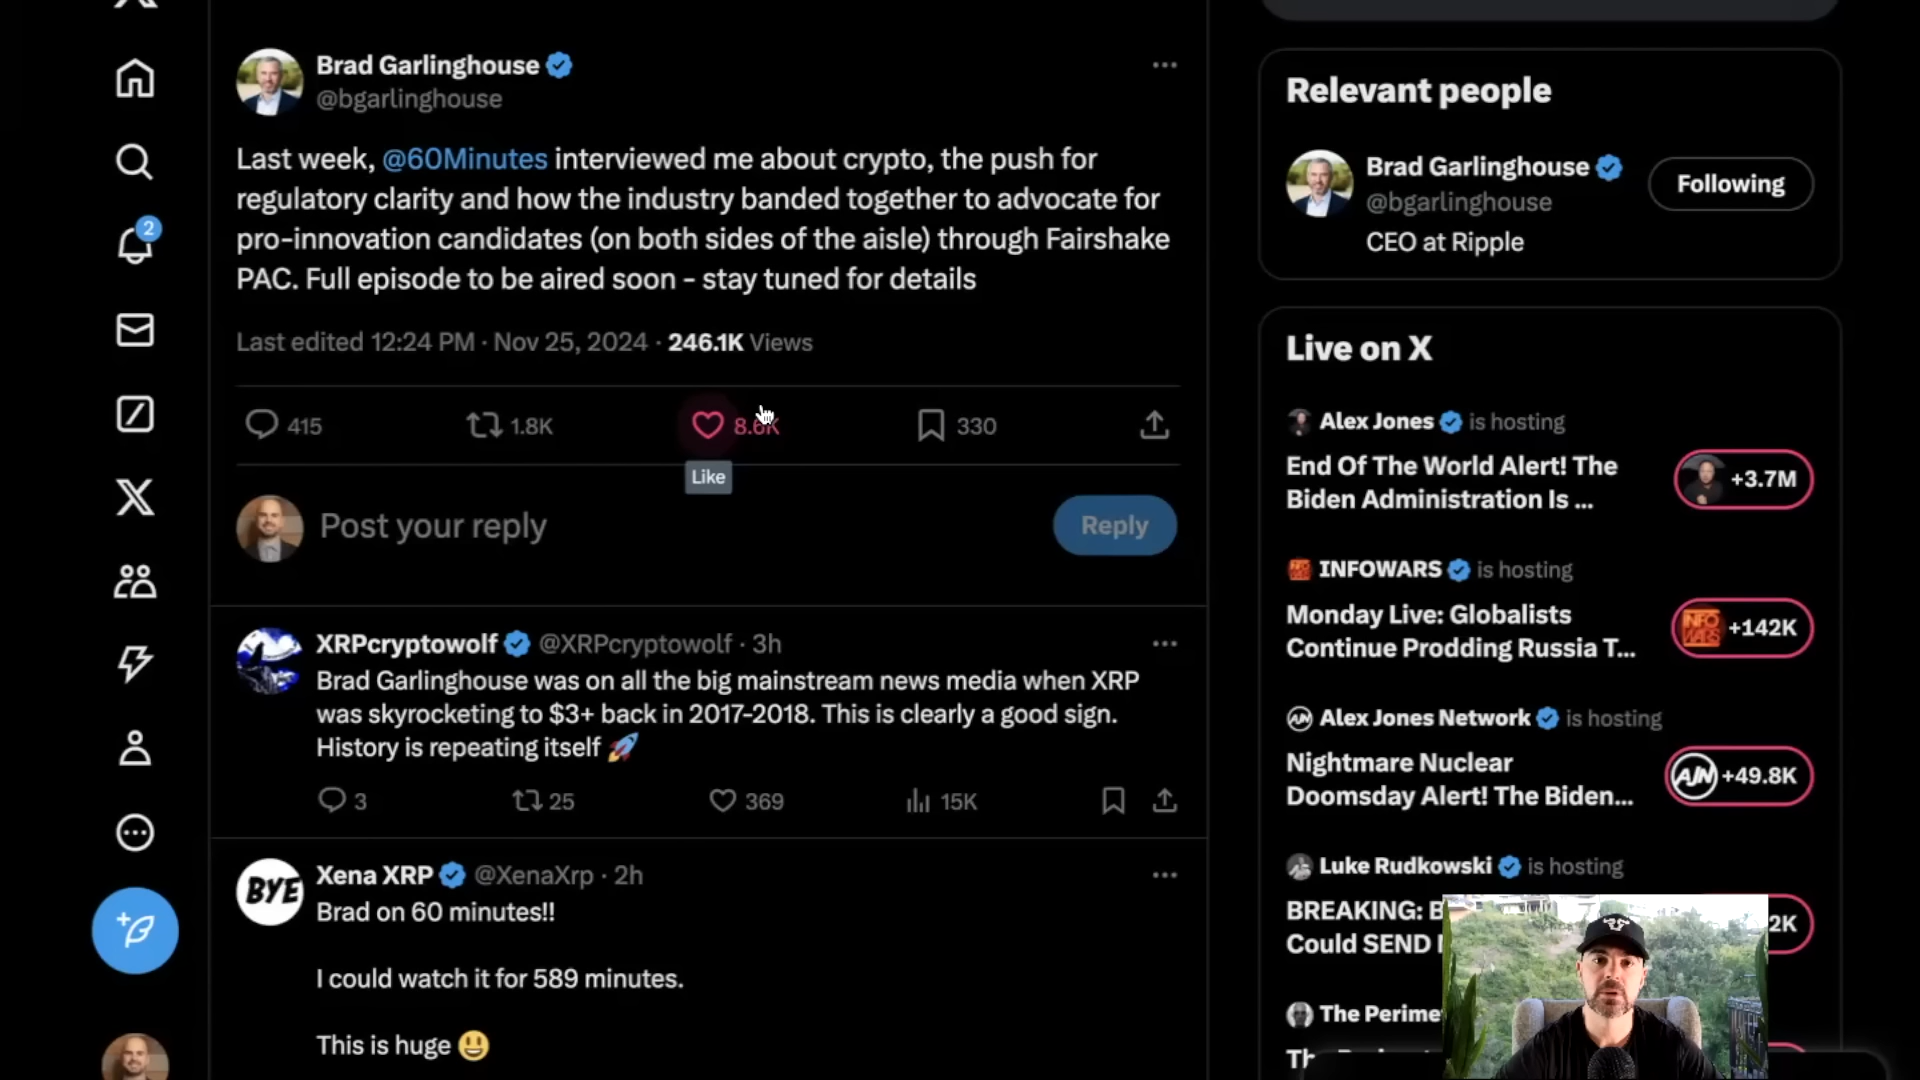 Brad Garlinghouse
@bgarlinghouse
Last week, @60Minutes interviewed me about crypto, the push for
regulatory clarity and how the industry banded together to advocate for
pro-innovation candidates (on both sides of the aisle) through Fairshake
PAC. Full episode to be aired soon – stay tuned for details
Last edited 12:24 PM · Nov 25, 2024 · 246.1K Views
415 1.8K 8.6K 330
Like
Post your reply
Reply
XRPcryptowolf @XRPcryptowolf · 3h
Brad Garlinghouse was on all the big mainstream news media when XRP
was skyrocketing to $3+ back in 2017-2018. This is clearly a good sign.
History is repeating itself 🚀
3 25 369 15K
Xena XRP @XenaXrp · 2h
BYE
Brad on 60 minutes!!
I could watch it for 589 minutes.
This is huge 😃
2
Relevant people
Brad Garlinghouse
@bgarlinghouse
CEO at Ripple
Following
Live on X
Alex Jones is hosting
End Of The World Alert! The
Biden Administration Is ...
+3.7M
INFOWARS is hosting
Monday Live: Globalists
Continue Prodding Russia T...
INFO
WARS
+142K
Alex Jones Network is hosting
Nightmare Nuclear
Doomsday Alert! The Biden...
AJN
+49.8K
Luke Rudkowski is hosting
BREAKING: B
Could SEND
2K
The Perime